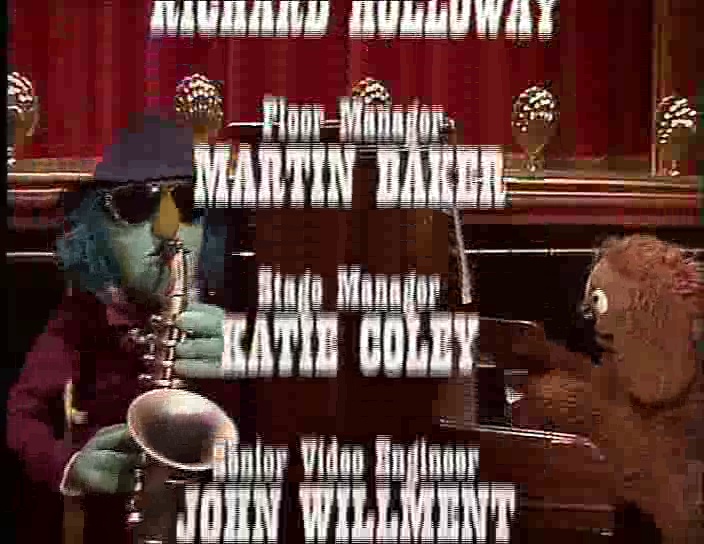 RICHARD HOLLOWAY
Floor Manager
MARTIN BAKER
Stage Manager
KATIE COLEY
Senior Video Engineer
JOHN WILLMENT